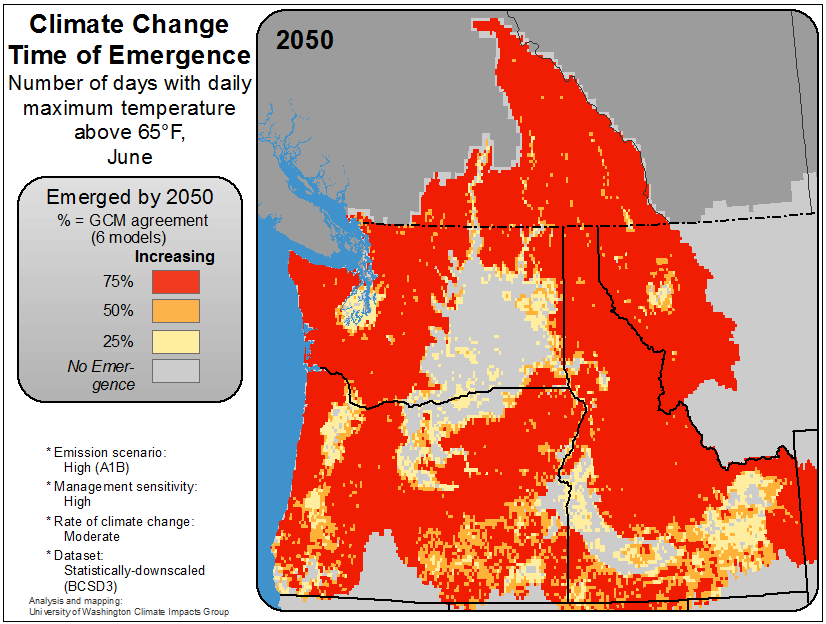 Climate Change
Time of Emergence
Number of days with daily
maximum temperature
above 65°F,
June
Emerged by 2050
% = GCM agreement
(6 models)
Increasing
75%
50%
25%
No Emer-
gence
* Emission scenario:
High (A1B)
* Management sensitivity:
High
* Rate of climate change:
Moderate
* Dataset:
Statistically-downscaled
(BCSD3)
Analysis and mapping:
University of Washington Climate Impacts Group
2050